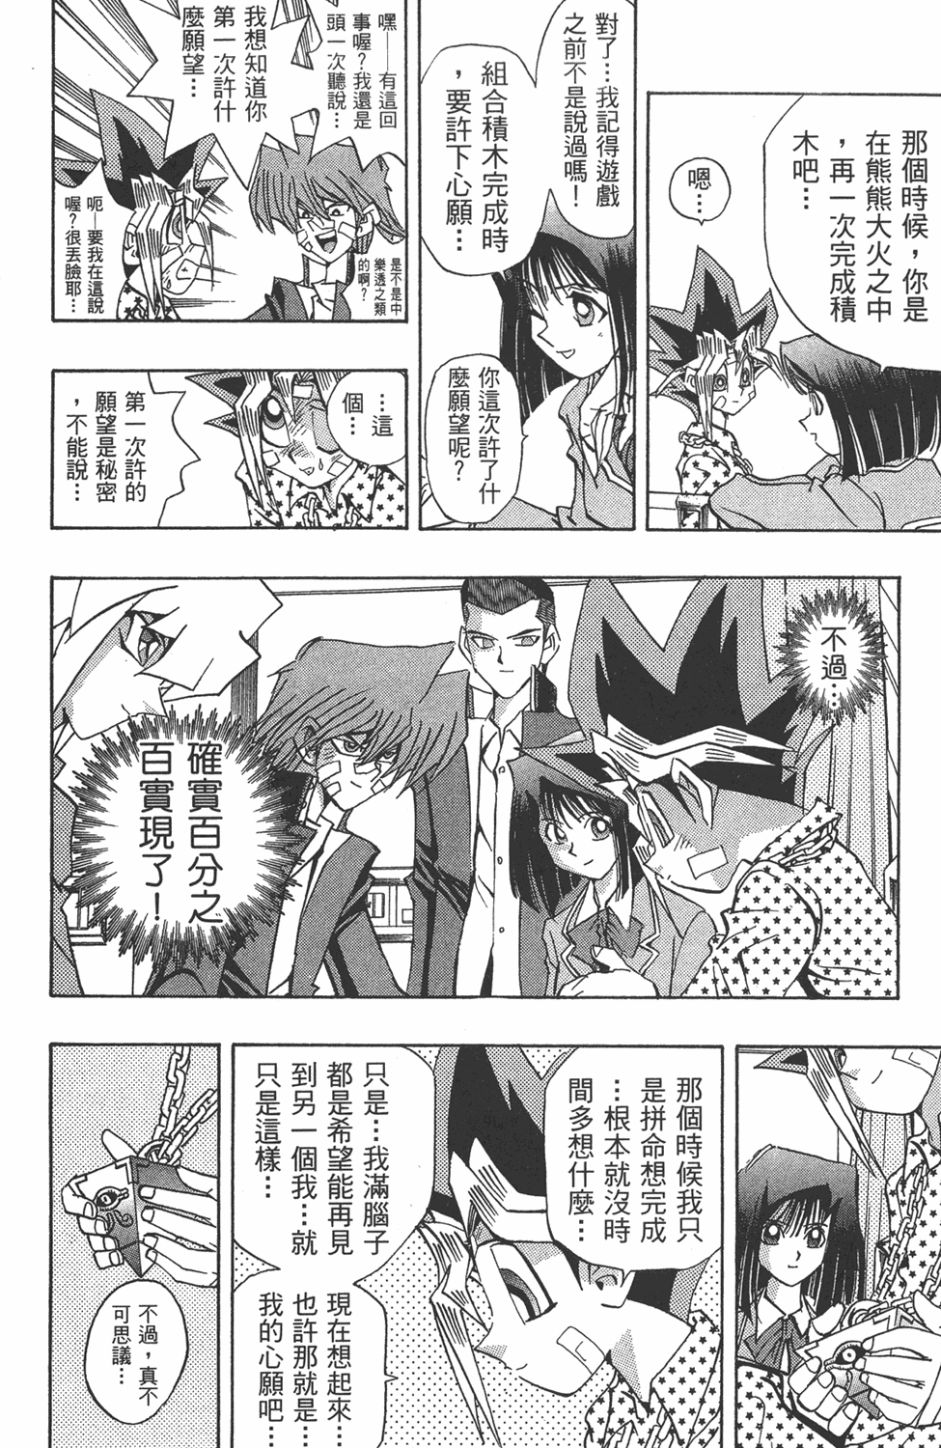 那個時候，你是
在熊熊大火之中
，再一次完成積
木吧…
嗯…
對了…我記得遊戲
之前不是說過嗎！
組合積木完成時
，要許下心願…
你這次許了什
麼願望呢？
嘿──有這回
事喔？我還是
頭一次聽說…
我想知道你
第一次許什
麼願望…
是不是中
樂透之類
的啊？
呃─要我在這說
喔？很丟臉耶…
…這
個…
第一次許的
願望是秘密
，不能說…
不過…
確實百分之
百實現了！
那個時候我只
是拼命想完成
…根本就沒時
間多想什麼…
只是…我滿腦子
都是希望能再見
到另一個我…就
只是這樣…
現在想起來…
也許那就是…
我的心願吧…
不過，真不
可思議…